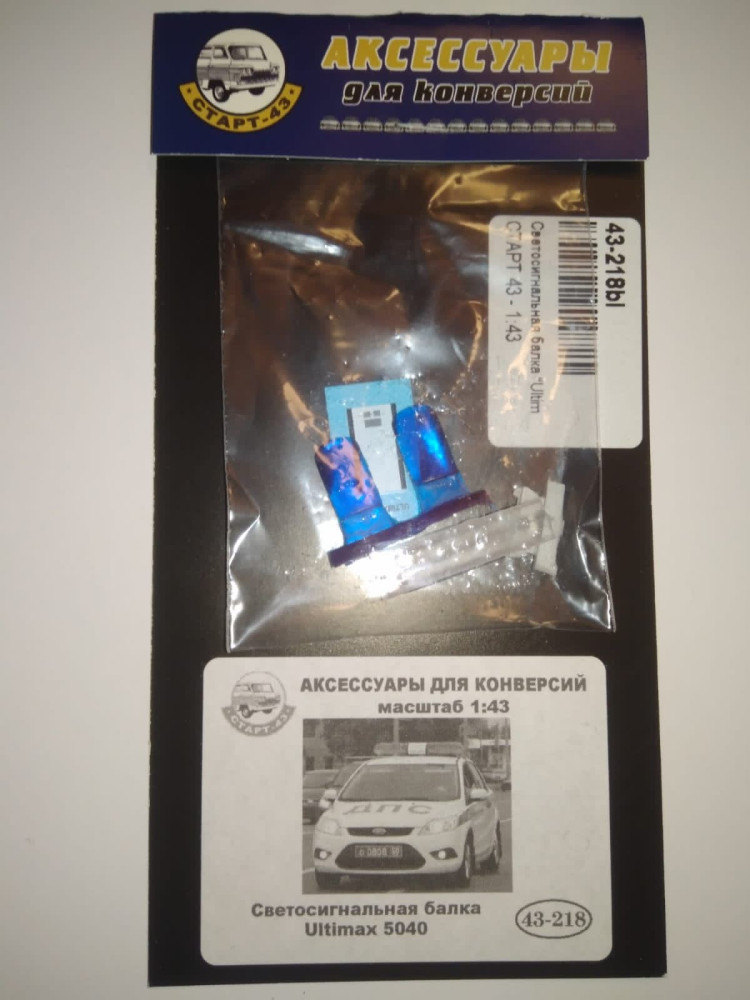 АКСЕССУАРЫ
для конверсий
СТАРТ-43
43-218Ы
Светосигнальная балка "Ultim
СТАРТ 43 - 1:43
АКСЕССУАРЫ ДЛЯ КОНВЕРСИЙ
масштаб 1:43
СТАРТ-43
ДПС
Светосигнальная балка
Ultimax 5040
43-218